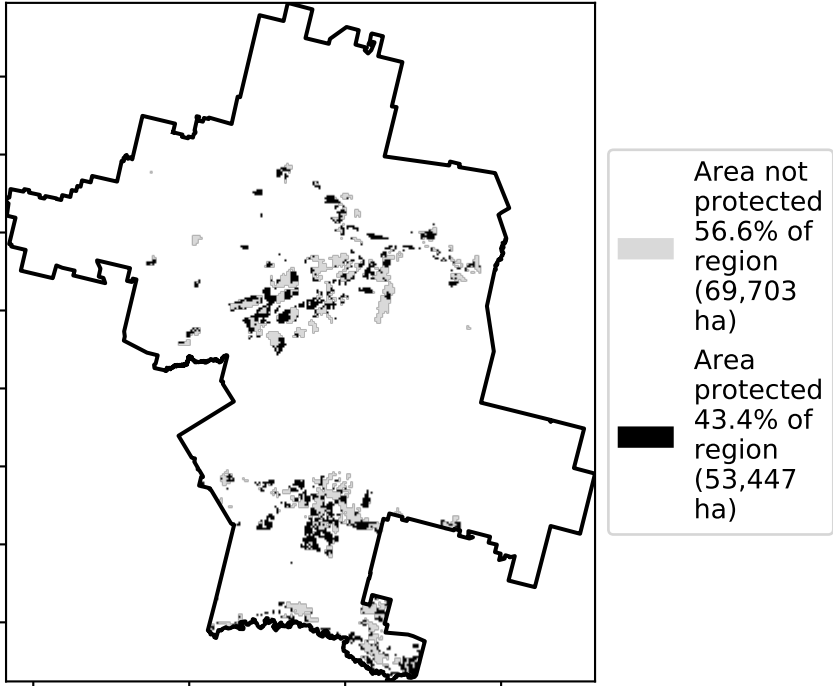 Area not
protected
56.6% of
region
(69,703
ha)
Area
protected
43.4% of
region
(53,447
ha)